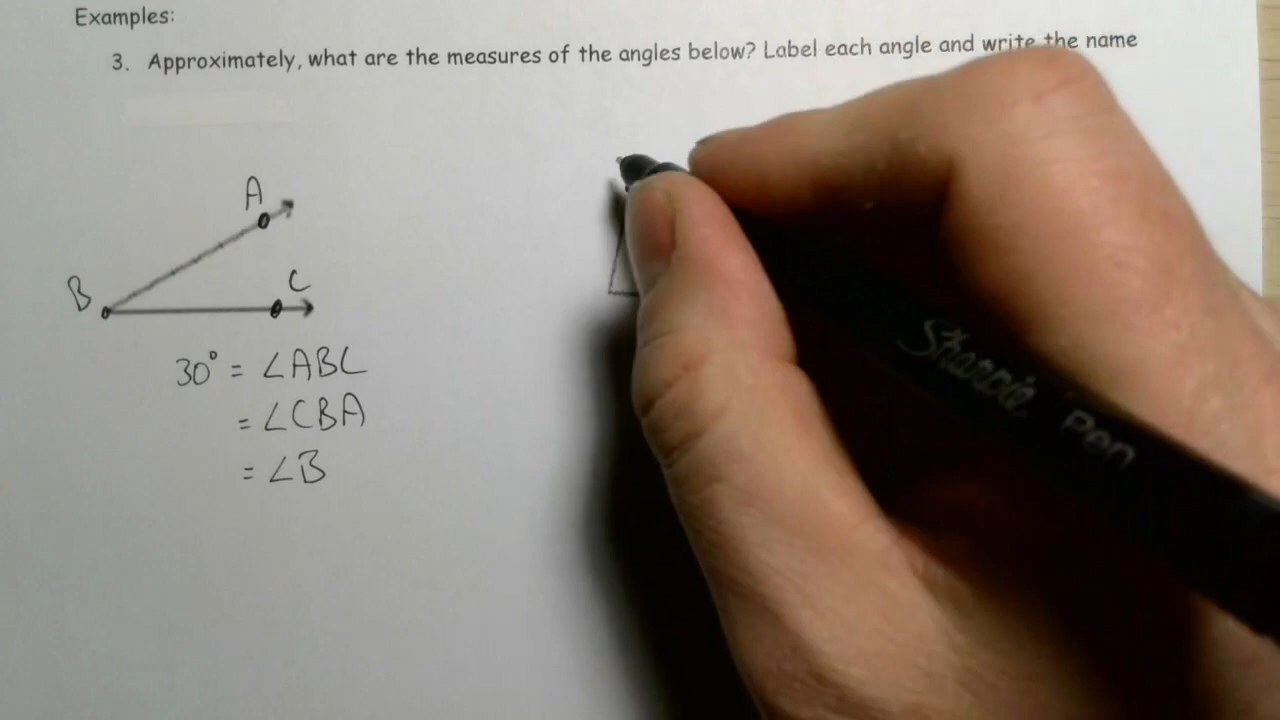 Examples:
3. Approximately, what are the measures of the angles below? Label each angle and write the name
A
B
C
30° = ∠ABC
= ∠CBA
= ∠B
Sharpie Pen